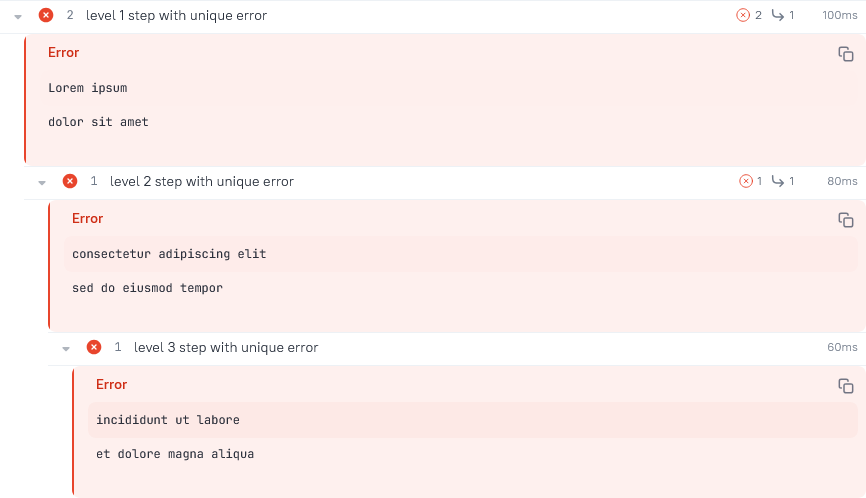 2 level 1 step with unique error 2 1 100ms
Error
Lorem ipsum
dolor sit amet
1 level 2 step with unique error 1 1 80ms
Error
consectetur adipiscing elit
sed do eiusmod tempor
1 level 3 step with unique error 60ms
Error
incididunt ut labore
et dolore magna aliqua